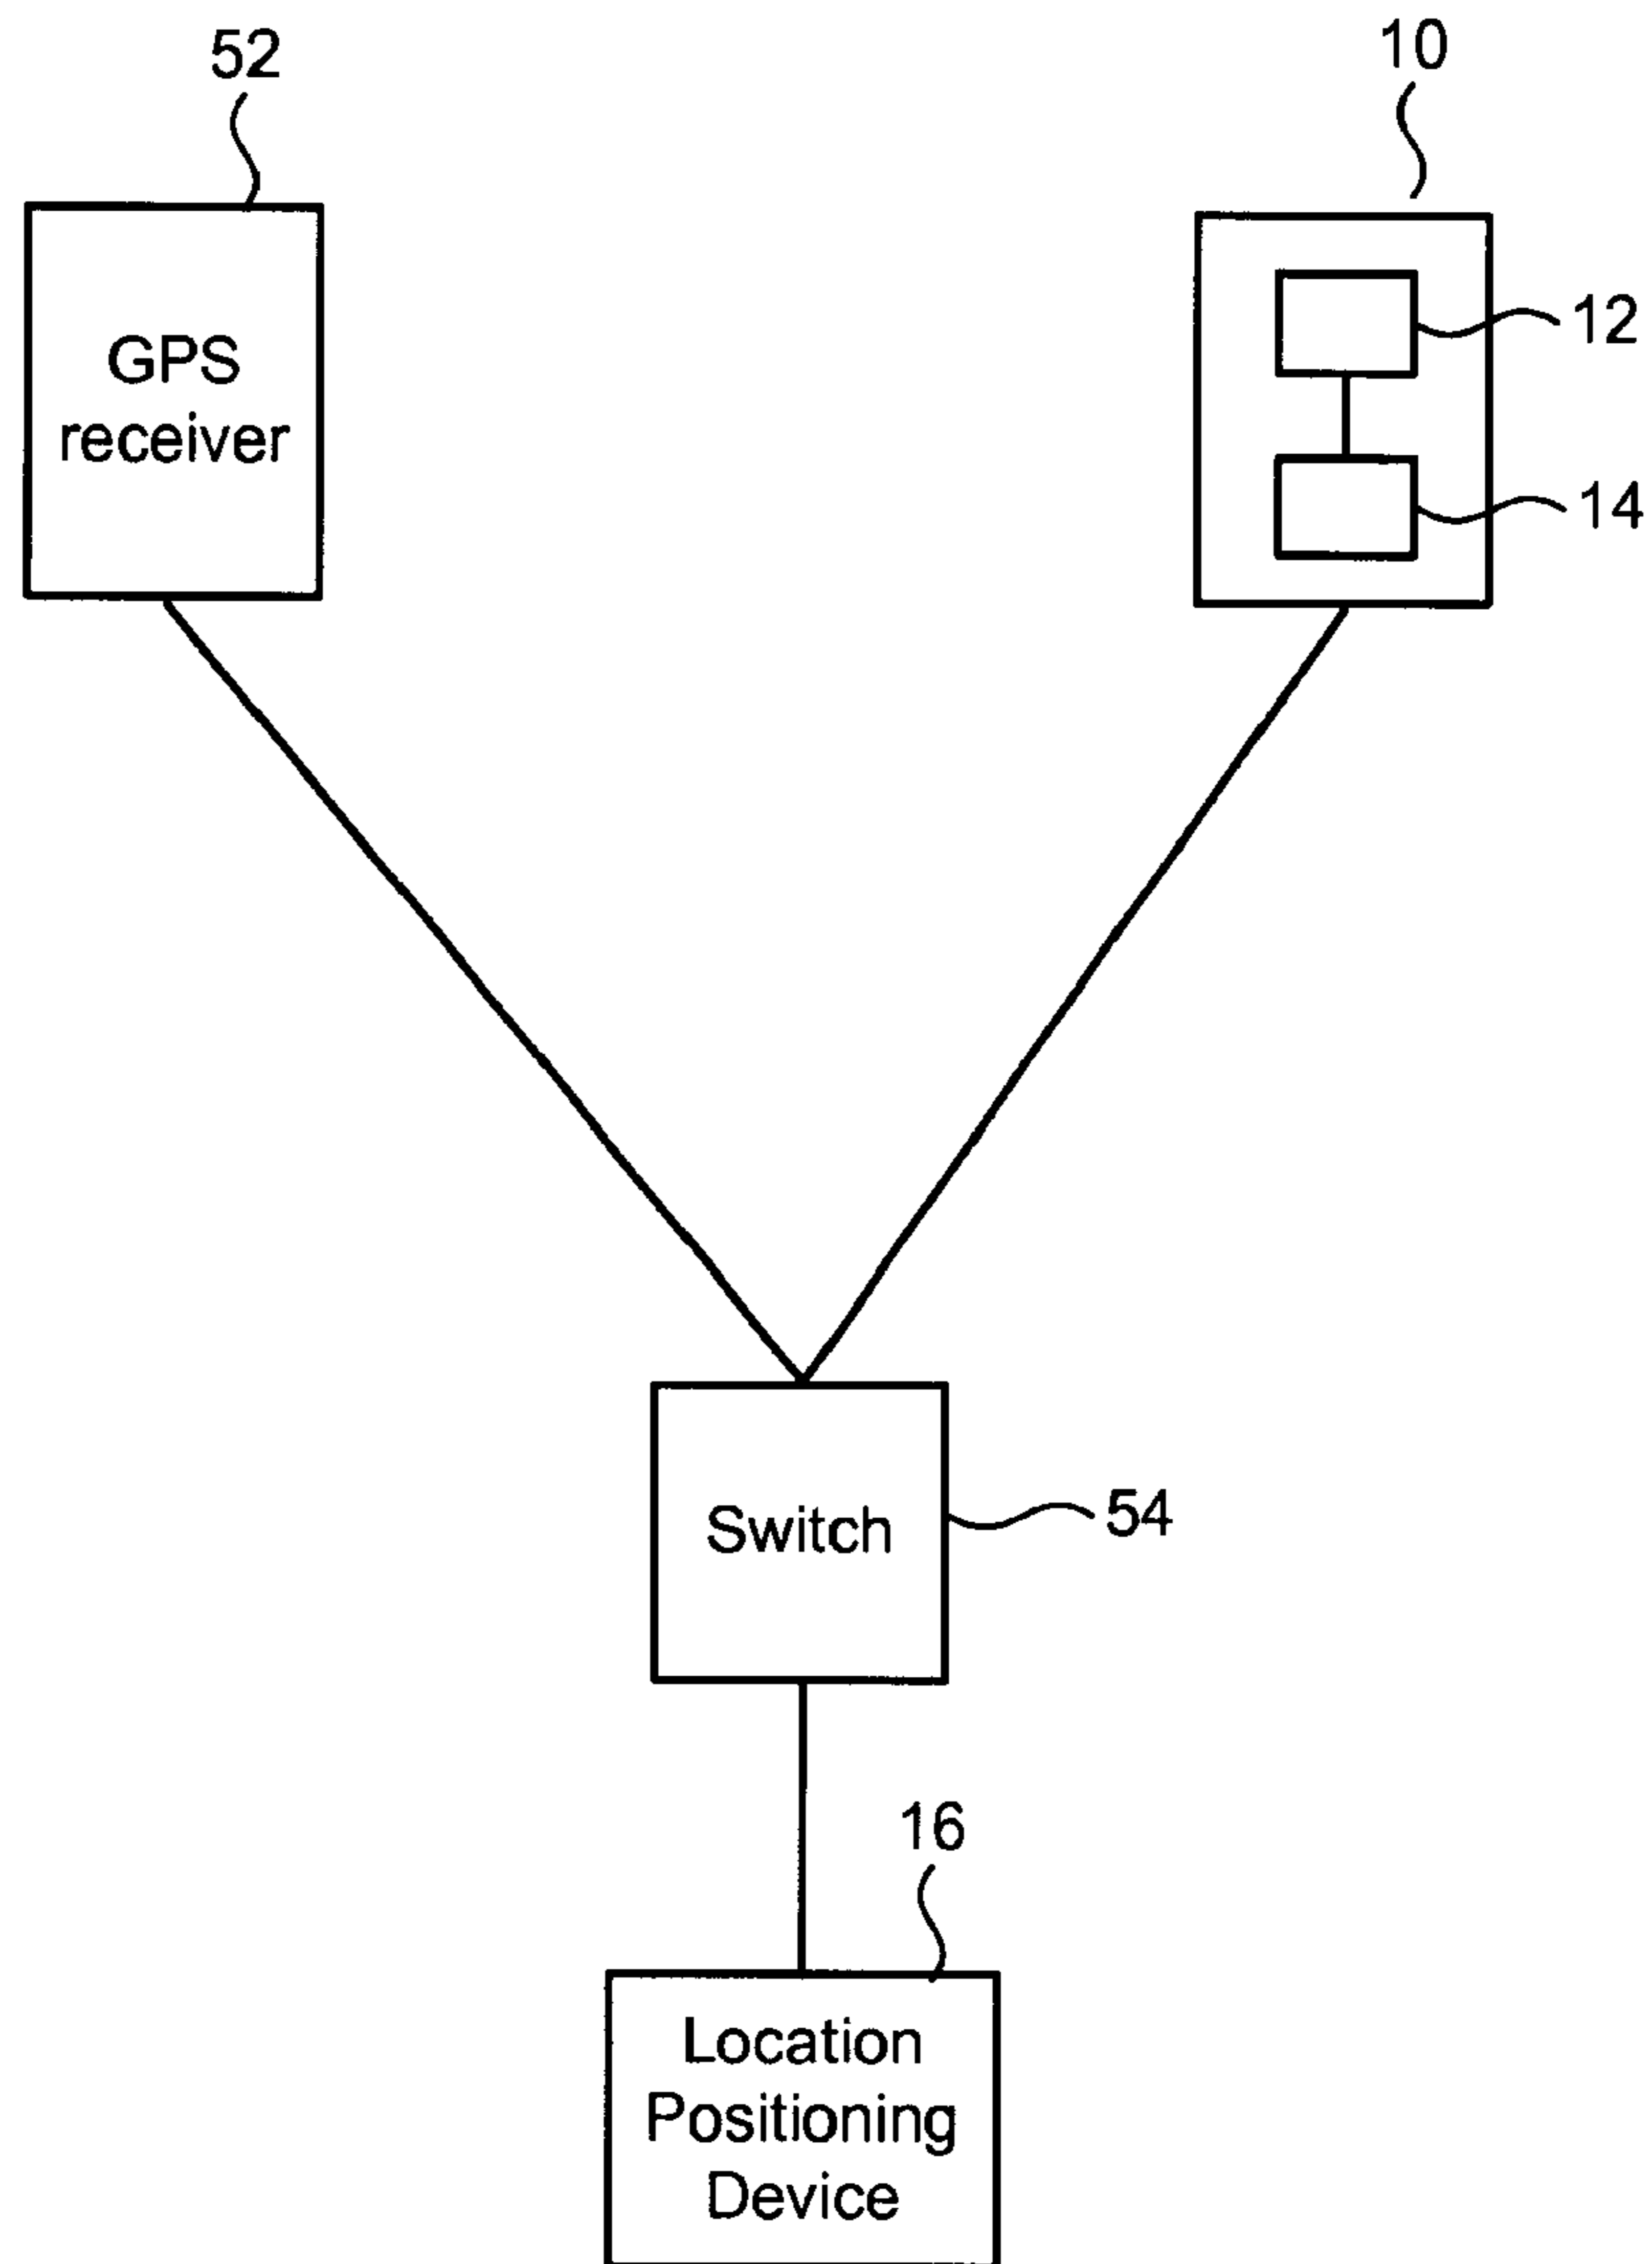 52
10
GPS
receiver
12
14
Switch
54
16
Location
Positioning
Device